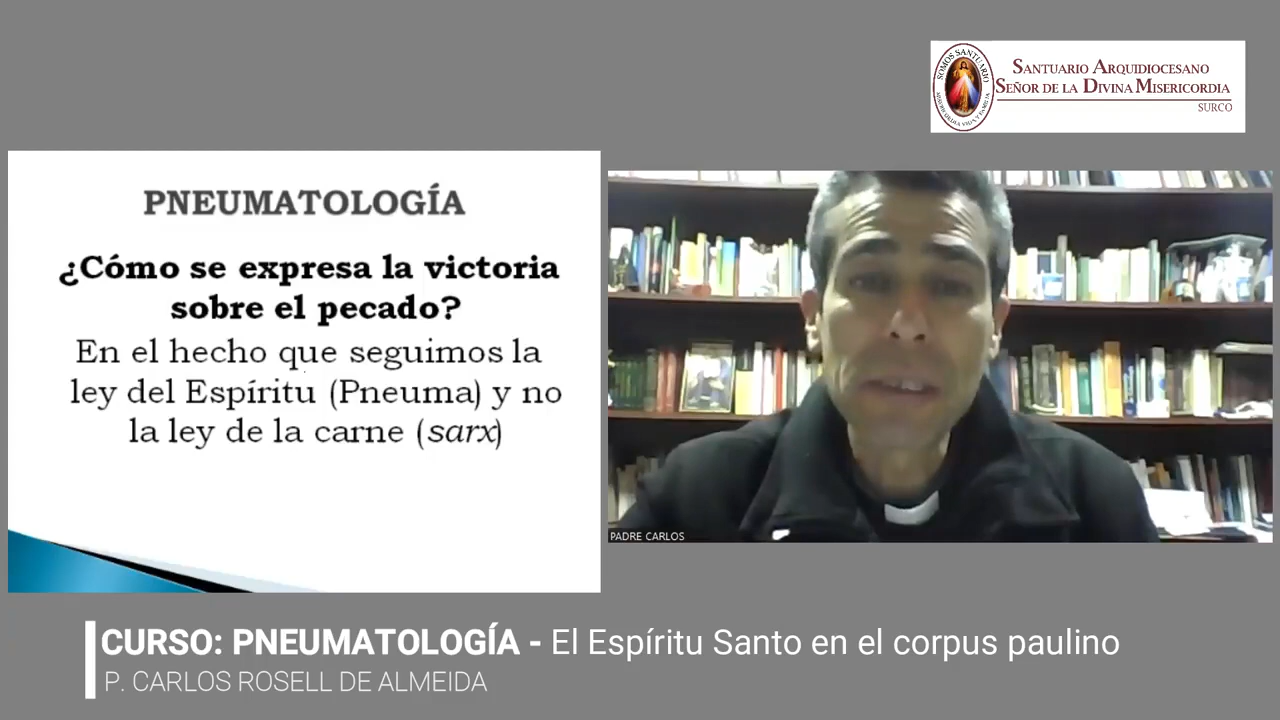 SOMOS SANTUARIO
SANTUARIO ARQUIDIOCESANO
SEÑOR DE LA DIVINA MISERICORDIA
SURCO
PNEUMATOLOGÍA
¿Cómo se expresa la victoria
sobre el pecado?
En el hecho que seguimos la
ley del Espíritu (Pneuma) y no
la ley de la carne (sarx)
PADRE CARLOS
CURSO: PNEUMATOLOGÍA - El Espíritu Santo en el corpus paulino
P. CARLOS ROSELL DE ALMEIDA